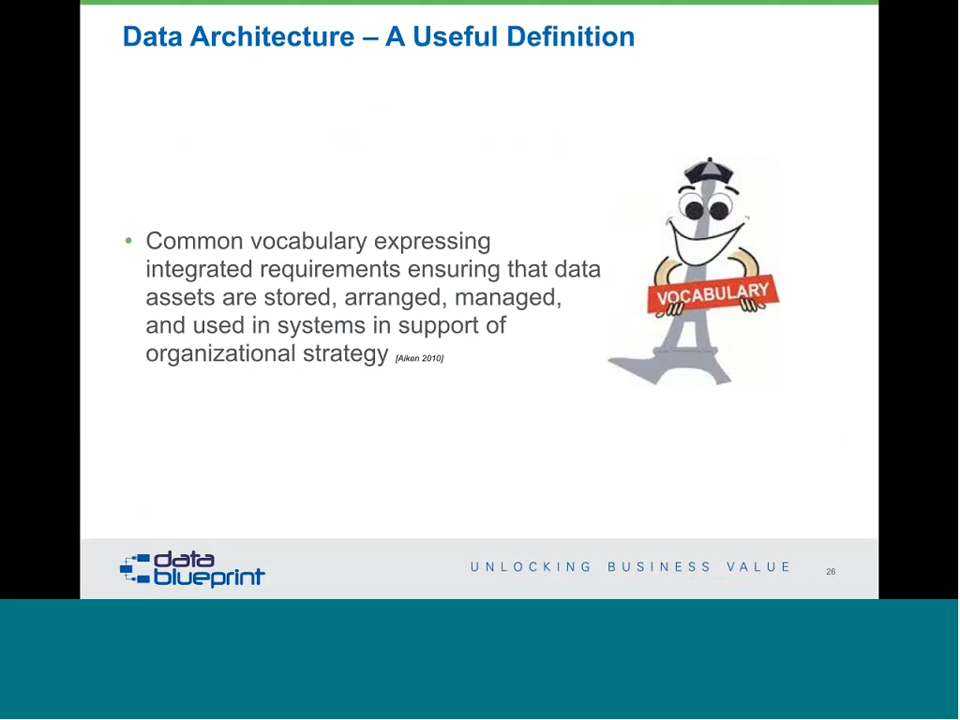 Data Architecture – A Useful Definition
• Common vocabulary expressing
integrated requirements ensuring that data
assets are stored, arranged, managed,
and used in systems in support of
organizational strategy [Aiken 2010]
VOCABULARY
data
blueprint
UNLOCKING BUSINESS VALUE
26